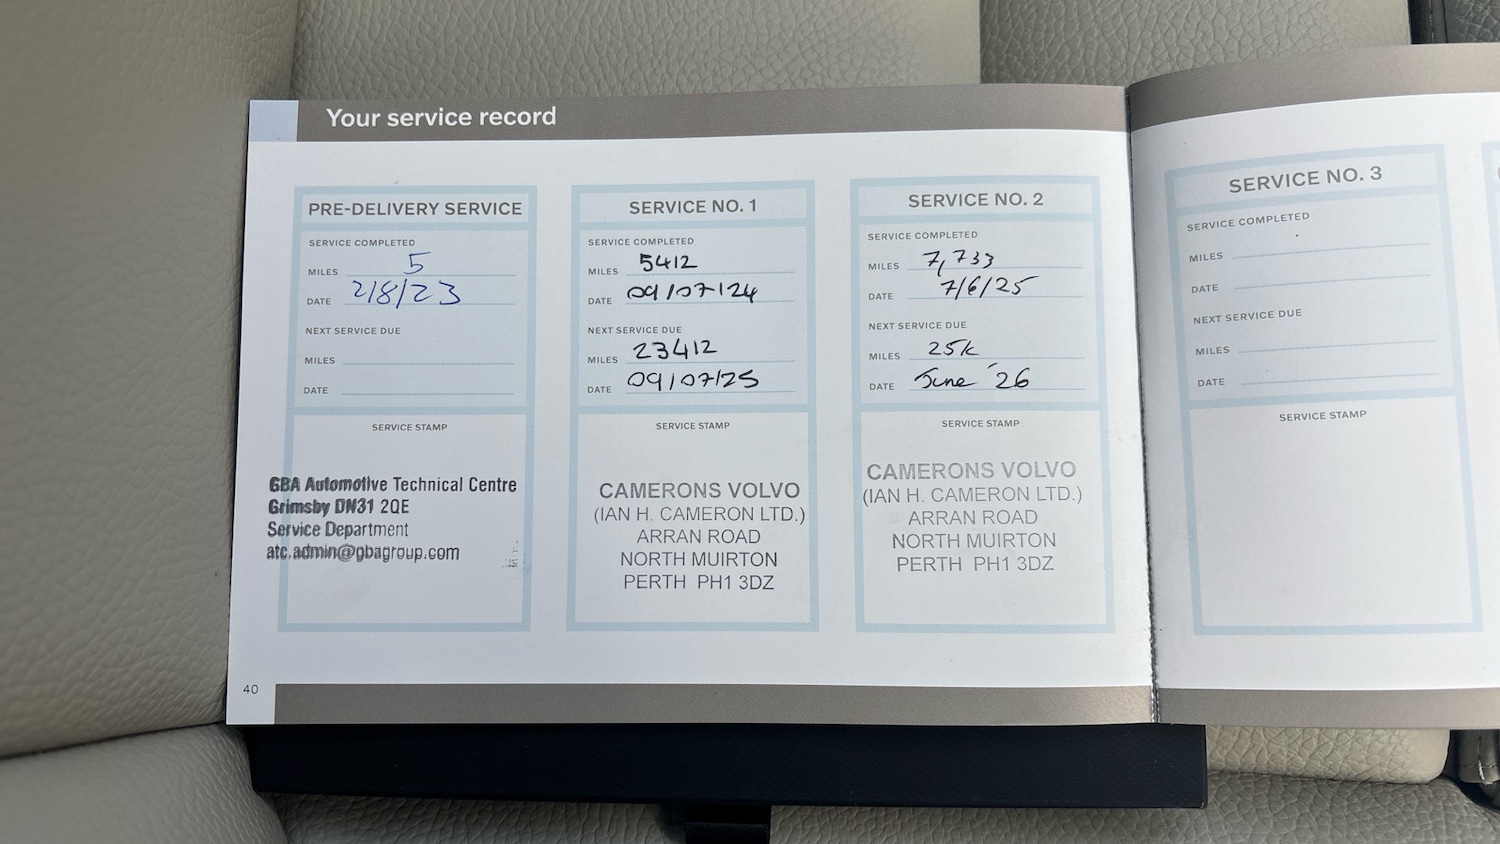 Your service record
PRE-DELIVERY SERVICE
SERVICE COMPLETED
MILES 5
DATE 2/8/23
NEXT SERVICE DUE
MILES
DATE
SERVICE STAMP
GBA Automotive Technical Centre
Grimsby DN31 2QE
Service Department
atc.admin@gbagroup.com
SERVICE NO. 1
SERVICE COMPLETED
MILES 5412
DATE 09/07/24
NEXT SERVICE DUE
MILES 23412
DATE 09/07/25
SERVICE STAMP
CAMERONS VOLVO
(IAN H. CAMERON LTD.)
ARRAN ROAD
NORTH MUIRTON
PERTH PH1 3DZ
SERVICE NO. 2
SERVICE COMPLETED
MILES 7,733
DATE 7/6/25
NEXT SERVICE DUE
MILES 25k
DATE June '26
SERVICE STAMP
CAMERONS VOLVO
(IAN H. CAMERON LTD.)
ARRAN ROAD
NORTH MUIRTON
PERTH PH1 3DZ
SERVICE NO. 3
SERVICE COMPLETED
MILES
DATE
NEXT SERVICE DUE
MILES
DATE
SERVICE STAMP
40